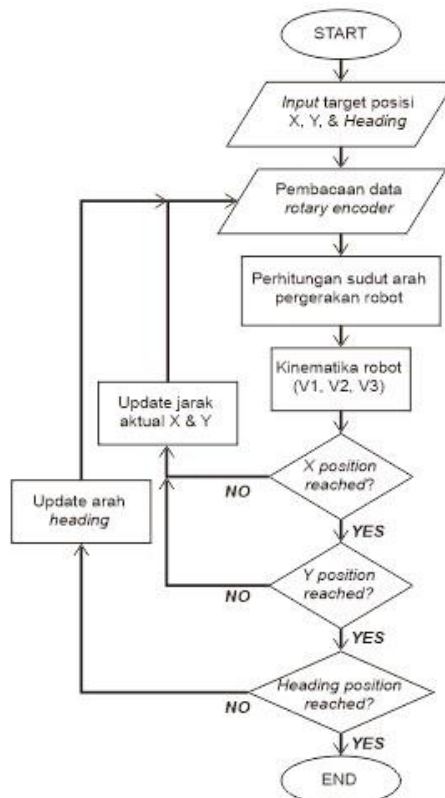 START
Input target posisi
X, Y, & Heading
Pembacaan data
rotary encoder
Perhitungan sudut arah
pergerakan robot
Kinematika robot
(V1, V2, V3)
Update jarak
aktual X & Y
X position
reached?
NO
YES
Update arah
heading
Y position
reached?
NO
YES
Heading position
reached?
NO
YES
END